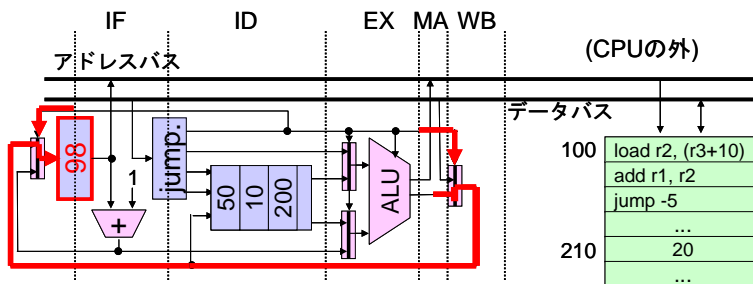 IF ID EX MA WB
(CPUの外)
アドレスバス
データバス
98
1
+
jump.
50
10
200
ALU
100 load r2, (r3+10)
add r1, r2
jump -5
...
210 20
...